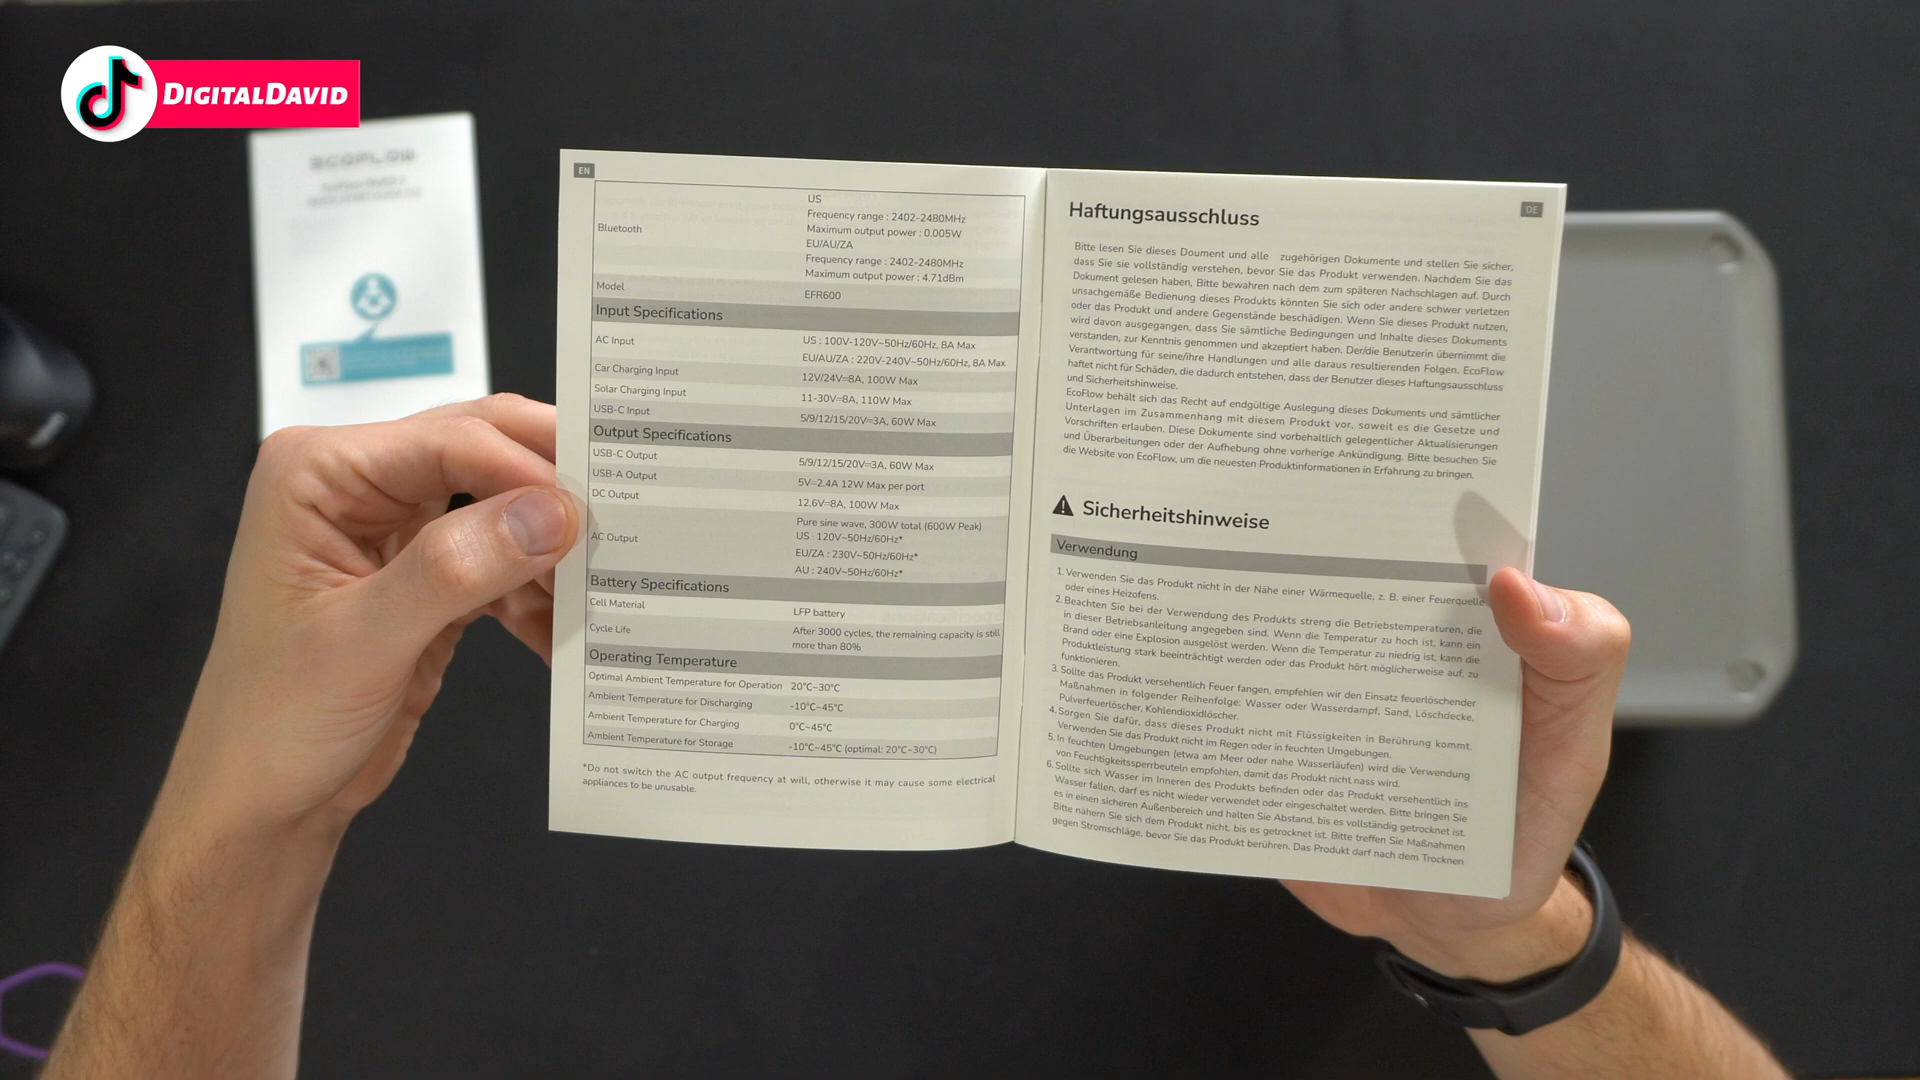 DIGITALDAVID
ECOFLOW
EN
Bluetooth
US
Frequency range : 2402-2480MHz
Maximum output power : 0.005W
EU/AU/ZA
Frequency range : 2402-2480MHz
Maximum output power : 4.71dBm
Model EFR600
Input Specifications
AC Input US : 100V-120V~50Hz/60Hz, 8A Max
EU/AU/ZA : 220V-240V~50Hz/60Hz, 8A Max
Car Charging Input 12V/24V⎓8A, 100W Max
Solar Charging Input 11-30V⎓8A, 110W Max
USB-C Input 5/9/12/15/20V⎓3A, 60W Max
Output Specifications
USB-C Output 5/9/12/15/20V⎓3A, 60W Max
USB-A Output 5V⎓2.4A 12W Max per port
DC Output 12.6V⎓8A, 100W Max
Pure sine wave, 300W total (600W Peak)
US : 120V~50Hz/60Hz*
AC Output
EU/ZA : 230V~50Hz/60Hz*
AU : 240V~50Hz/60Hz*
Battery Specifications
Cell Material LFP battery
Cycle Life After 3000 cycles, the remaining capacity is still
more than 80%
Operating Temperature
Optimal Ambient Temperature for Operation 20°C~30°C
Ambient Temperature for Discharging -10°C~45°C
Ambient Temperature for Charging 0°C~45°C
Ambient Temperature for Storage -10°C~45°C (optimal: 20°C~30°C)
*Do not switch the AC output frequency at will, otherwise it may cause some electrical
appliances to be unusable.
DE
Haftungsausschluss
Bitte lesen Sie dieses Doument und alle zugehörigen Dokumente und stellen Sie sicher,
dass Sie sie vollständig verstehen, bevor Sie das Produkt verwenden. Nachdem Sie das
Dokument gelesen haben, Bitte bewahren nach dem zum späteren Nachschlagen auf. Durch
unsachgemäße Bedienung dieses Produkts könnten Sie sich oder andere schwer verletzen
oder das Produkt und andere Gegenstände beschädigen. Wenn Sie dieses Produkt nutzen,
wird davon ausgegangen, dass Sie sämtliche Bedingungen und Inhalte dieses Dokuments
verstanden, zur Kenntnis genommen und akzeptiert haben. Der/die Benutzerin übernimmt die
Verantwortung für seine/ihre Handlungen und alle daraus resultierenden Folgen. EcoFlow
haftet nicht für Schäden, die dadurch entstehen, dass der Benutzer dieses Haftungsausschluss
und Sicherheitshinweise.
EcoFlow behält sich das Recht auf endgültige Auslegung dieses Dokuments und sämtlicher
Unterlagen im Zusammenhang mit diesem Produkt vor, soweit es die Gesetze und
Vorschriften erlauben. Diese Dokumente sind vorbehaltlich gelegentlicher Aktualisierungen
und Überarbeitungen oder der Aufhebung ohne vorherige Ankündigung. Bitte besuchen Sie
die Website von EcoFlow, um die neuesten Produktinformationen in Erfahrung zu bringen.
Sicherheitshinweise
Verwendung
1. Verwenden Sie das Produkt nicht in der Nähe einer Wärmequelle, z. B. einer Feuerquelle
oder eines Heizofens.
2. Beachten Sie bei der Verwendung des Produkts streng die Betriebstemperaturen, die
in dieser Betriebsanleitung angegeben sind. Wenn die Temperatur zu hoch ist, kann ein
Brand oder eine Explosion ausgelöst werden. Wenn die Temperatur zu niedrig ist, kann die
Produktleistung stark beeinträchtigt werden oder das Produkt hört möglicherweise auf, zu
funktionieren.
3. Sollte das Produkt versehentlich Feuer fangen, empfehlen wir den Einsatz feuerlöschender
Maßnahmen in folgender Reihenfolge: Wasser oder Wasserdampf, Sand, Löschdecke,
Pulverfeuerlöscher, Kohlendioxidlöscher.
4. Sorgen Sie dafür, dass dieses Produkt nicht mit Flüssigkeiten in Berührung kommt.
Verwenden Sie das Produkt nicht im Regen oder in feuchten Umgebungen.
5. In feuchten Umgebungen (etwa am Meer oder nahe Wasserläufen) wird die Verwendung
von Feuchtigkeitssperrbeuteln empfohlen, damit das Produkt nicht nass wird.
6. Sollte sich Wasser im Inneren des Produkts befinden oder das Produkt versehentlich ins
Wasser fallen, darf es nicht wieder verwendet oder eingeschaltet werden. Bitte bringen Sie
es in einen sicheren Außenbereich und halten Sie Abstand, bis es vollständig getrocknet ist.
Bitte nähern Sie sich dem Produkt nicht, bis es getrocknet ist. Bitte treffen Sie Maßnahmen
gegen Stromschläge, bevor Sie das Produkt berühren. Das Produkt darf nach dem Trocknen